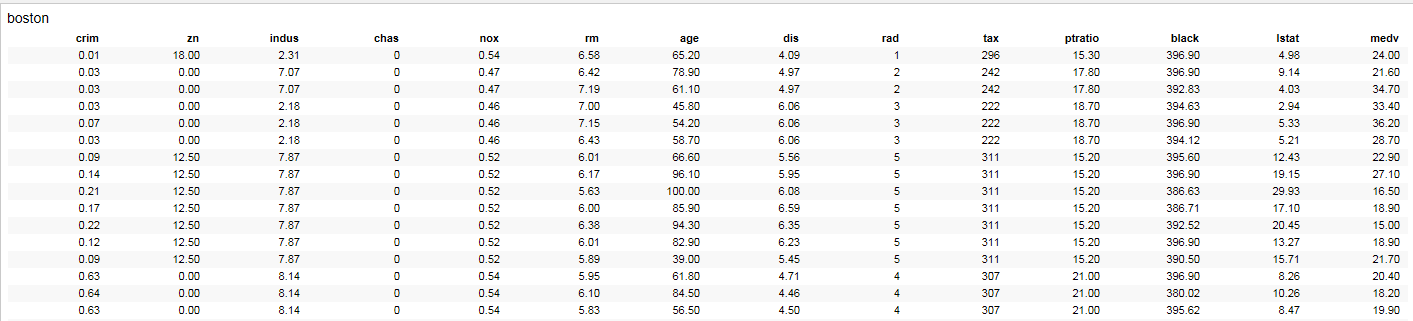 boston
crim zn indus chas nox rm age dis rad tax ptratio black lstat medv
0.01 18.00 2.31 0 0.54 6.58 65.20 4.09 1 296 15.30 396.90 4.98 24.00
0.03 0.00 7.07 0 0.47 6.42 78.90 4.97 2 242 17.80 396.90 9.14 21.60
0.03 0.00 7.07 0 0.47 7.19 61.10 4.97 2 242 17.80 392.83 4.03 34.70
0.03 0.00 2.18 0 0.46 7.00 45.80 6.06 3 222 18.70 394.63 2.94 33.40
0.07 0.00 2.18 0 0.46 7.15 54.20 6.06 3 222 18.70 396.90 5.33 36.20
0.03 0.00 2.18 0 0.46 6.43 58.70 6.06 3 222 18.70 394.12 5.21 28.70
0.09 12.50 7.87 0 0.52 6.01 66.60 5.56 5 311 15.20 395.60 12.43 22.90
0.14 12.50 7.87 0 0.52 6.17 96.10 5.95 5 311 15.20 396.90 19.15 27.10
0.21 12.50 7.87 0 0.52 5.63 100.00 6.08 5 311 15.20 386.63 29.93 16.50
0.17 12.50 7.87 0 0.52 6.00 85.90 6.59 5 311 15.20 386.71 17.10 18.90
0.22 12.50 7.87 0 0.52 6.38 94.30 6.35 5 311 15.20 392.52 20.45 15.00
0.12 12.50 7.87 0 0.52 6.01 82.90 6.23 5 311 15.20 396.90 13.27 18.90
0.09 12.50 7.87 0 0.52 5.89 39.00 5.45 5 311 15.20 390.50 15.71 21.70
0.63 0.00 8.14 0 0.54 5.95 61.80 4.71 4 307 21.00 396.90 8.26 20.40
0.64 0.00 8.14 0 0.54 6.10 84.50 4.46 4 307 21.00 380.02 10.26 18.20
0.63 0.00 8.14 0 0.54 5.83 56.50 4.50 4 307 21.00 395.62 8.47 19.90